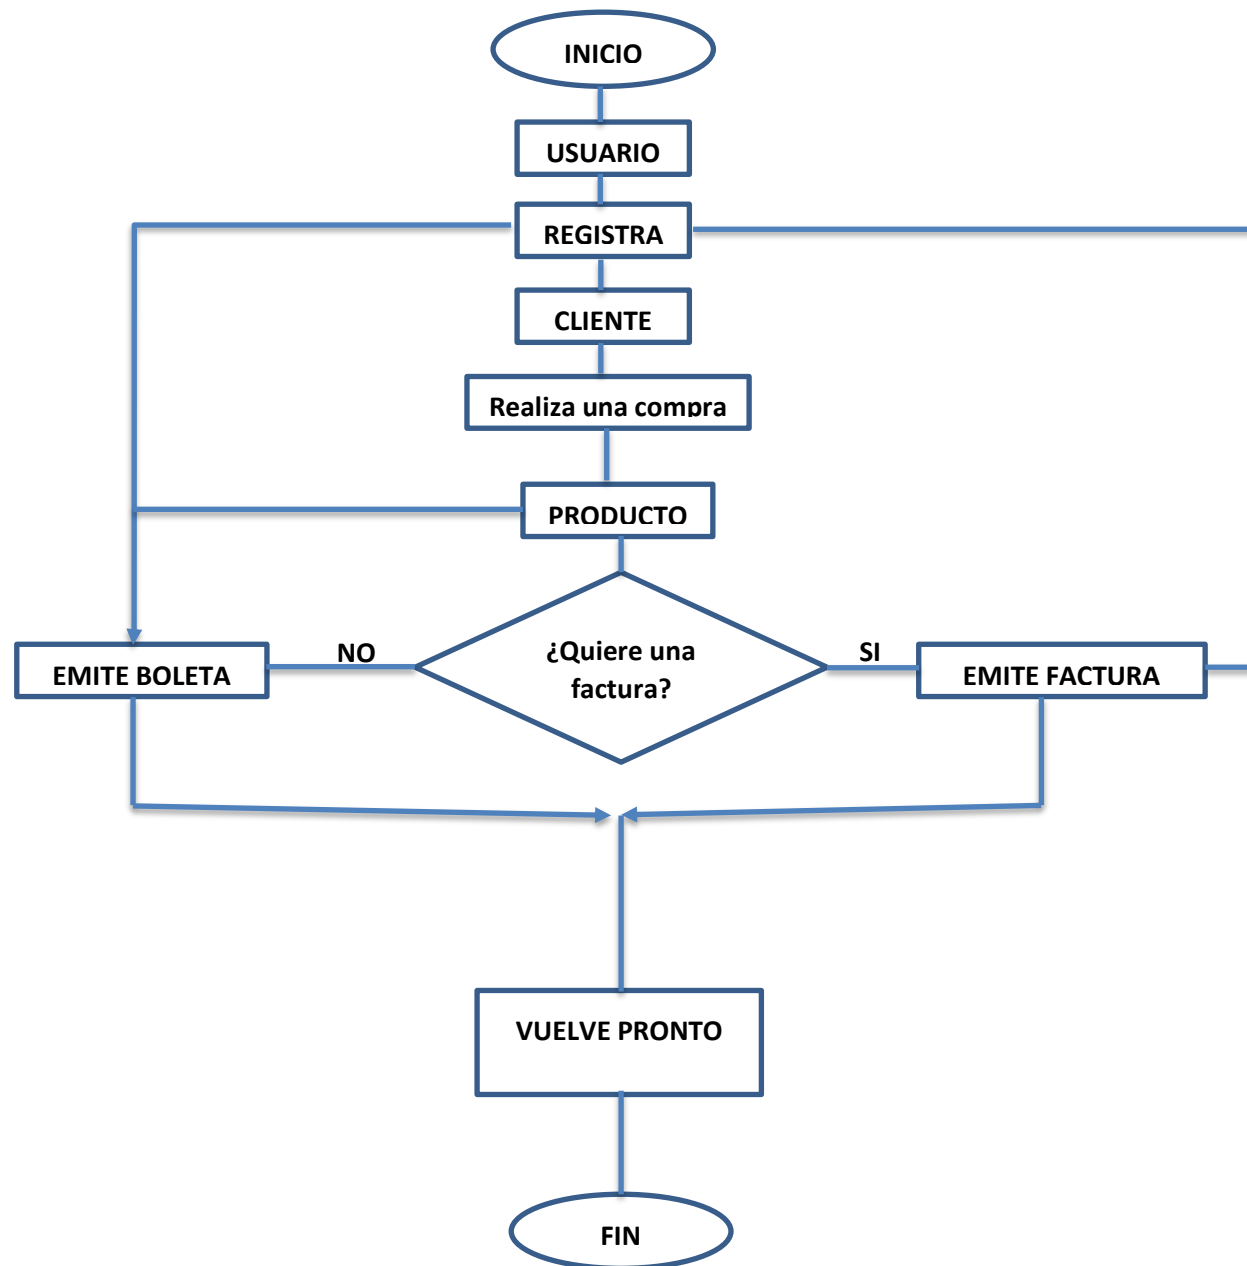 INICIO
USUARIO
REGISTRA
CLIENTE
Realiza una compra
PRODUCTO
NO
¿Quiere una
factura?
SI
EMITE BOLETA
EMITE FACTURA
VUELVE PRONTO
FIN